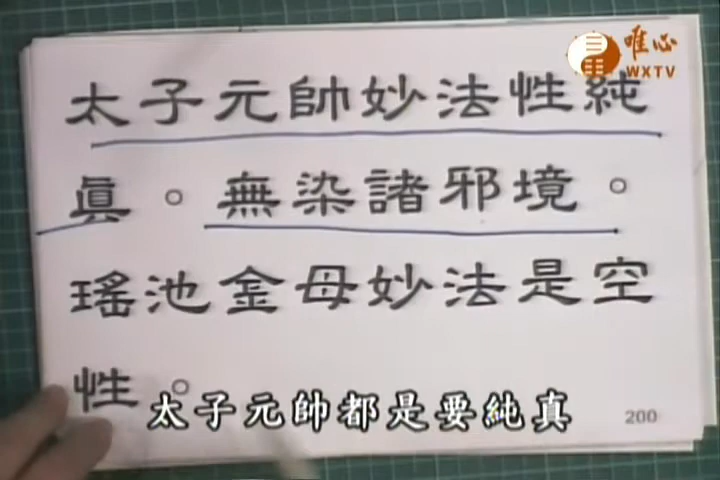 唯心
WXTV
太子元帥妙法性純
眞。無染諸邪境。
瑤池金母妙法是空
性。
太子元帥都是要純真
200